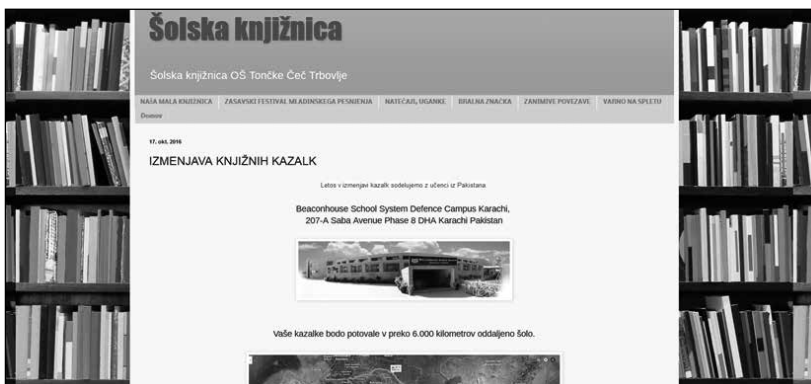 Šolska knjižnica
Šolska knjižnica OŠ Tončke Čeč Trbovlje
NAŠA MALA KNJIŽNICA
ZASAVSKI FESTIVAL MLADINSKEGA PESNJENJA
NATEČAJI, UGANKE
BRALNA ZNAČKA
ZANIMIVE POVEZAVE
VARNO NA SPLETU
Domov
17. okt. 2016
IZMENJAVA KNJIŽNIH KAZALK
Letos v izmenjavi kazalk sodelujemo z učenci iz Pakistana
Beaconhouse School System Defence Campus Karachi,
207-A Saba Avenue Phase 8 DHA Karachi Pakistan
Vaše kazalke bodo potovale v preko 6.000 kilometrov oddaljeno šolo.